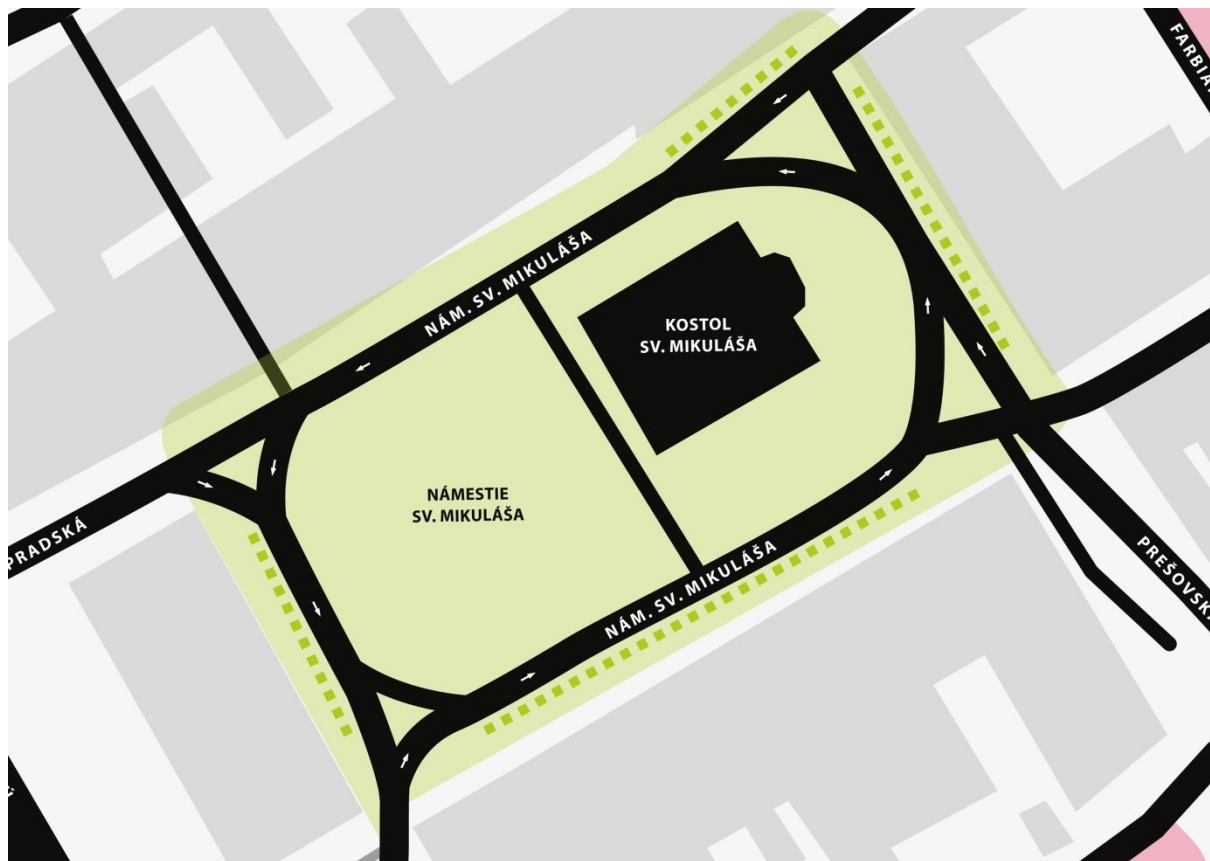 FARBIA
NÁM. SV. MIKULÁŠA
KOSTOL
SV. MIKULÁŠA
NÁMESTIE
SV. MIKULÁŠA
PRADSKÁ
NÁM. SV. MIKULÁŠA
PREŠOVSK